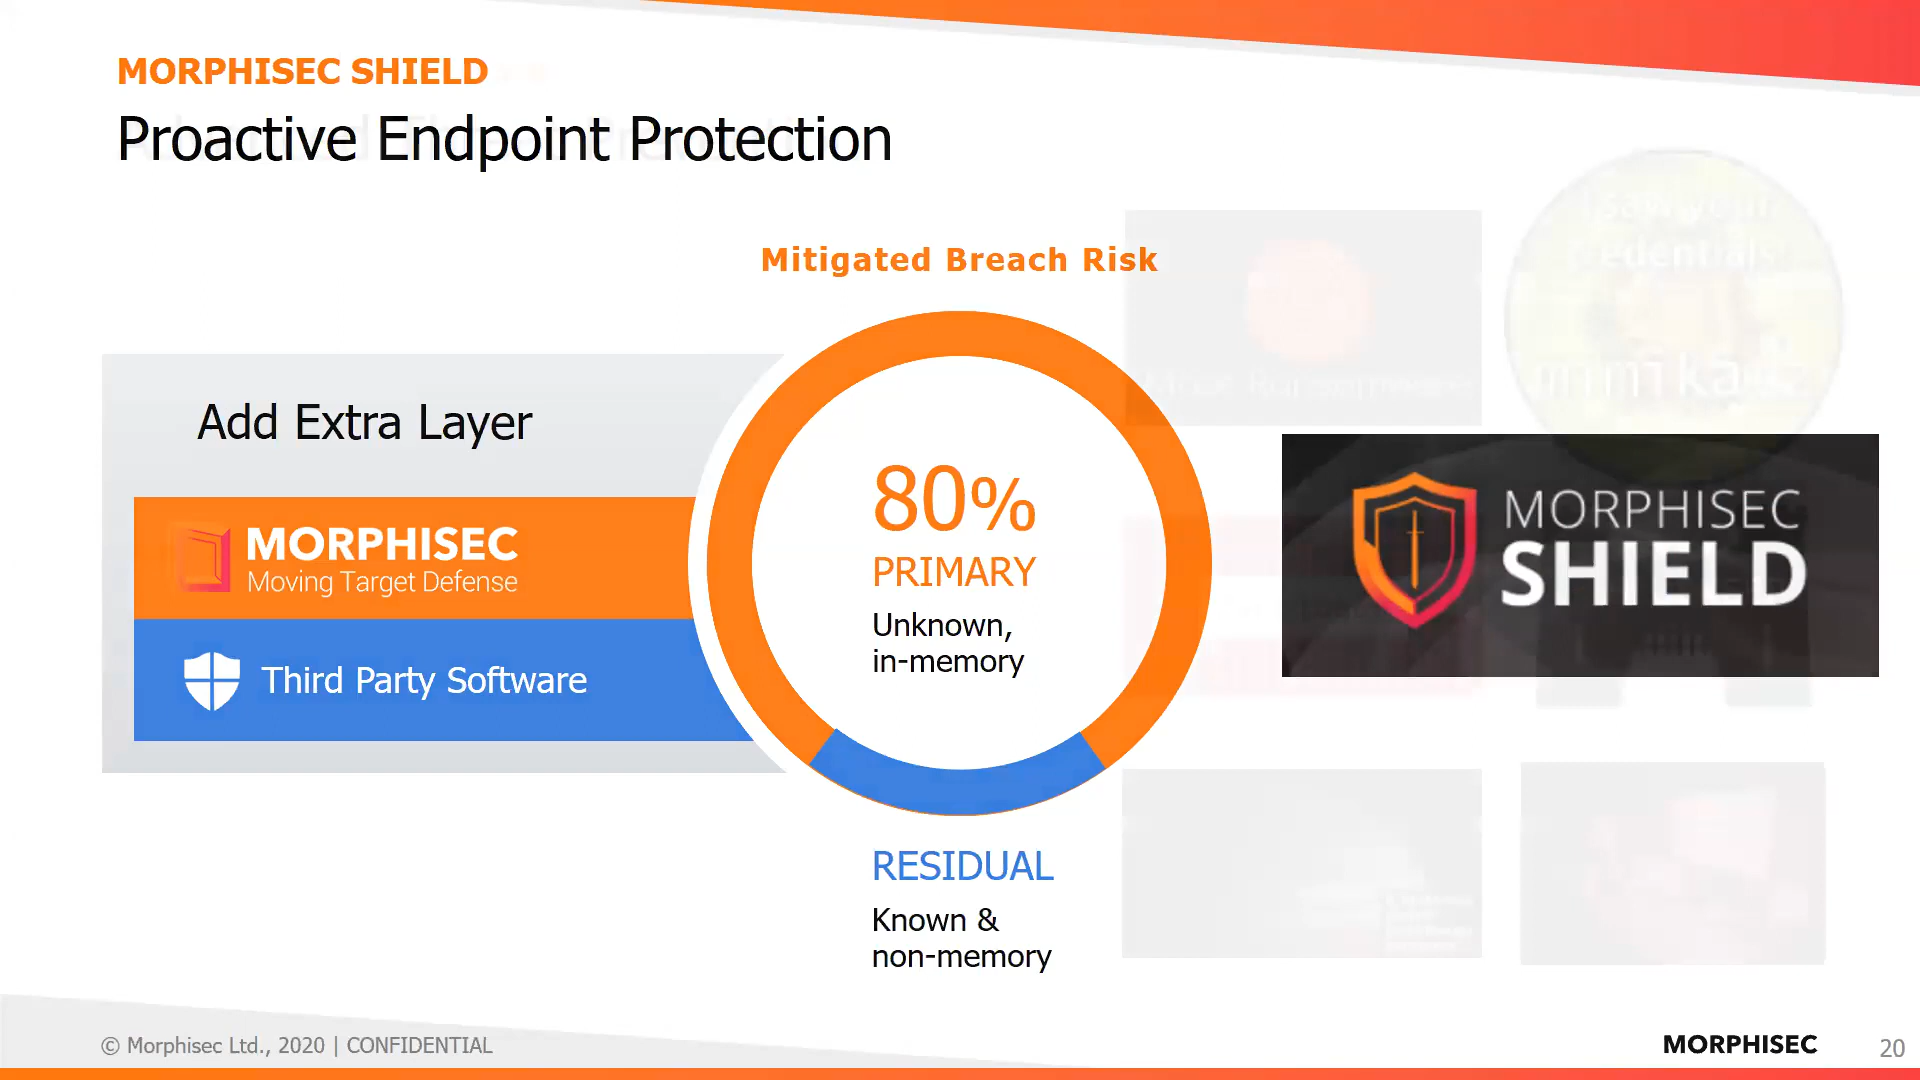 MORPHISEC SHIELD
Proactive Endpoint Protection
Mitigated Breach Risk
Add Extra Layer
MORPHISEC
Moving Target Defense
Third Party Software
80%
PRIMARY
Unknown,
in-memory
RESIDUAL
Known &
non-memory
mimikatz
MORPHISEC
SHIELD
© Morphisec Ltd., 2020 | CONFIDENTIAL
MORPHISEC
20